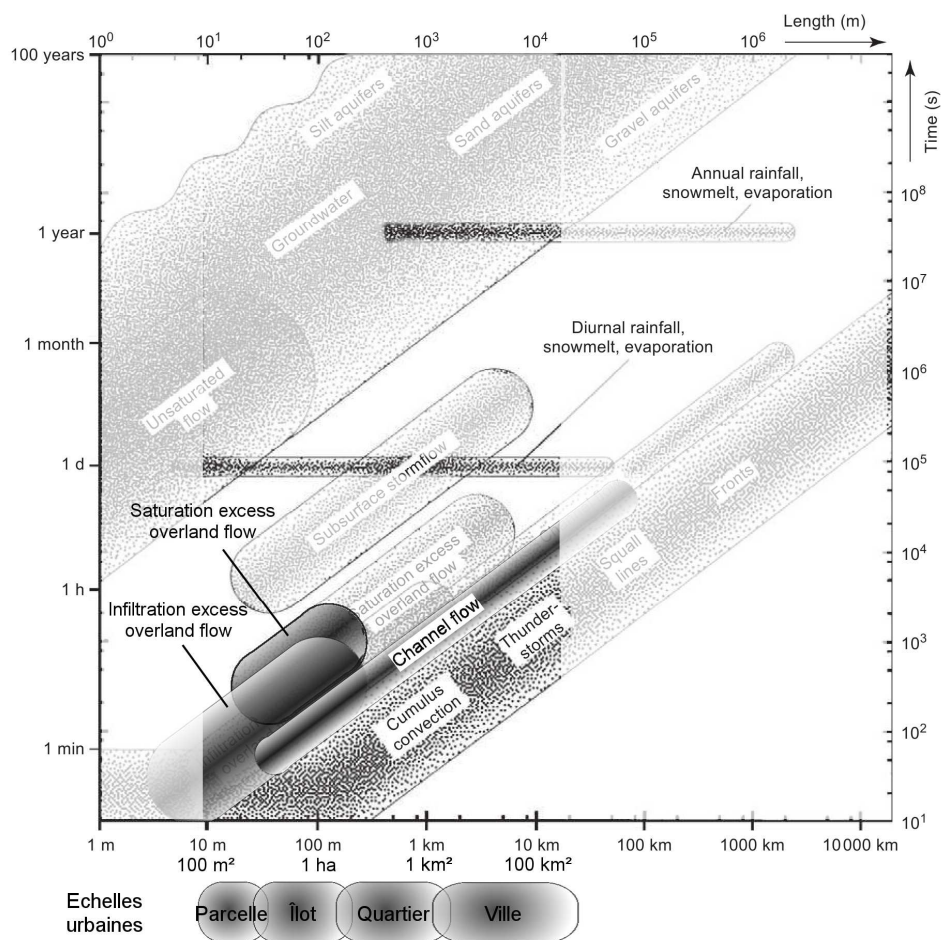 Length (m)
10⁰ 10¹ 10² 10³ 10⁴ 10⁵ 10⁶
100 years
Time (s)
Silt aquifers
Sand aquifers
Gravel aquifers
Annual rainfall,
snowmelt, evaporation
10⁸
Groundwater
1 year
10⁷
Diurnal rainfall,
snowmelt, evaporation
1 month
10⁶
Unsaturated
flow
1 d
10⁵
Subsurface stormflow
Fronts
Saturation excess
overland flow
Squall
lines
10⁴
saturation excess
overland flow
1 h
Infiltration excess
overland flow
Channel flow
Thunder-
storms
10³
Cumulus
convection
10²
1 min
10¹
1 m 10 m 100 m 1 km 10 km 100 km 1000 km 10 000 km
100 m² 1 ha 1 km² 100 km²
Echelles
urbaines
Parcelle Îlot Quartier Ville